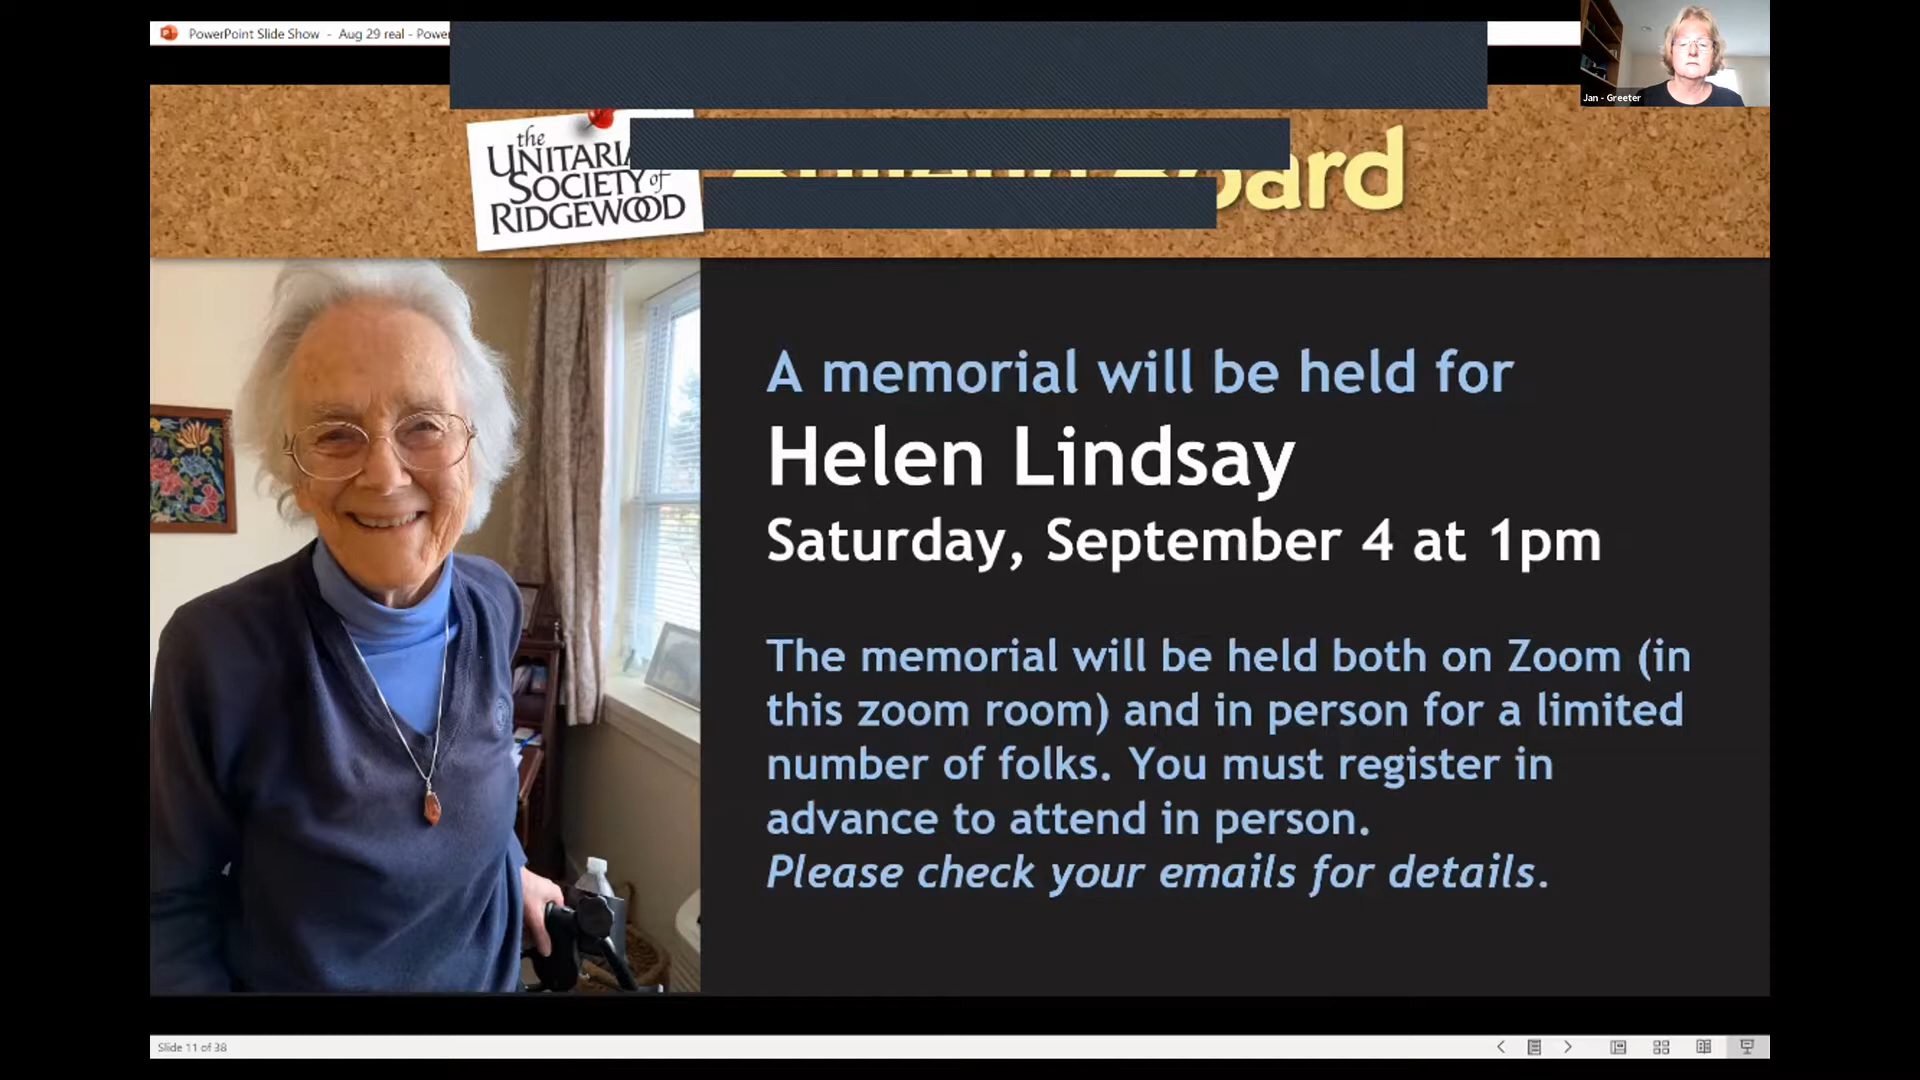 PowerPoint Slide Show - Aug 29 real - Power
Jan - Greeter
the
UNITARIA
SOCIETY of
RIDGEWOOD
Board
A memorial will be held for
Helen Lindsay
Saturday, September 4 at 1pm
The memorial will be held both on Zoom (in
this zoom room) and in person for a limited
number of folks. You must register in
advance to attend in person.
Please check your emails for details.
Slide 11 of 38